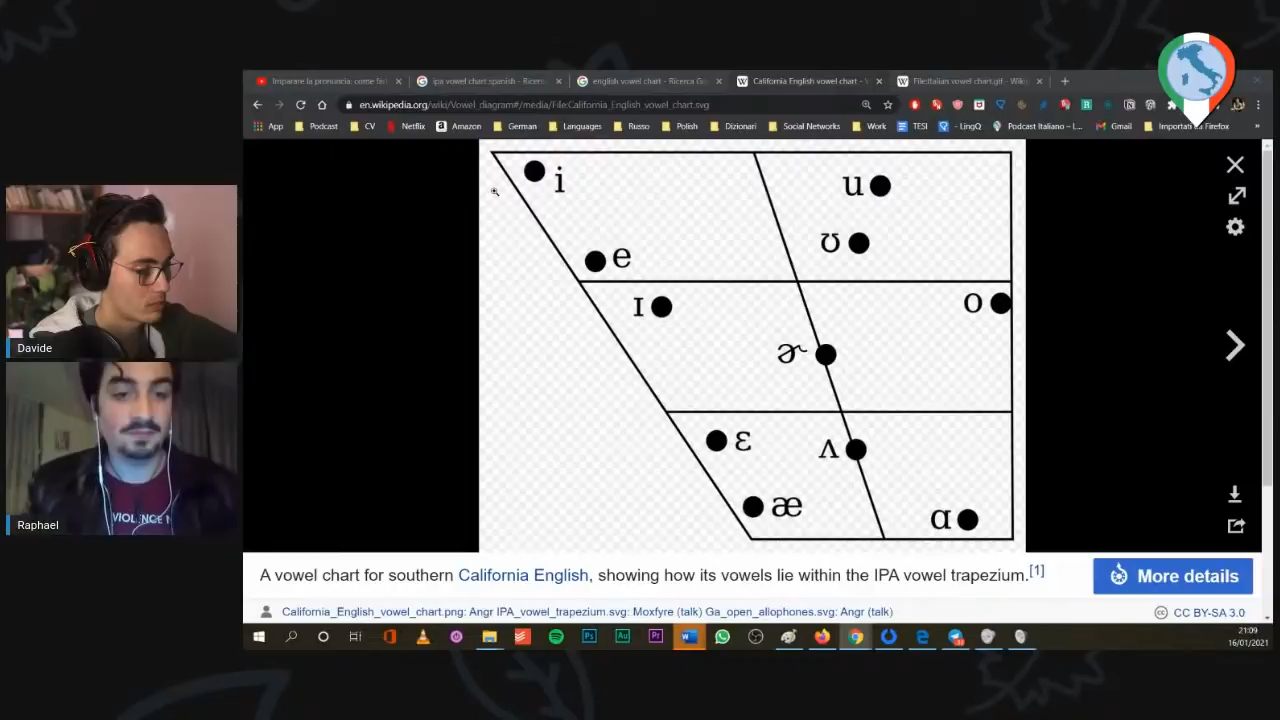 Imparare la pronuncia: come far
ipa vowel chart spanish - Ricerc
english vowel chart - Ricerca Go
California English vowel chart -
File:Italian vowel chart.gif - Wiki
en.wikipedia.org/wiki/Vowel_diagram#/media/File:California_English_vowel_chart.svg
App
Podcast
CV
Netflix
Amazon
German
Languages
Russo
Polish
Dizionari
Social Networks
Work
TESI
- LingQ
Podcast Italiano – L...
Gmail
Importati da Firefox
»
i
u
ʊ
e
ɪ
o
ɚ
ɛ
ʌ
æ
ɑ
Davide
VIOLENCE
Raphael
A vowel chart for southern California English, showing how its vowels lie within the IPA vowel trapezium.[1]
More details
California_English_vowel_chart.png: Angr IPA_vowel_trapezium.svg: Moxfyre (talk) Ga_open_allophones.svg: Angr (talk)
CC BY-SA 3.0
21:09
16/01/2021